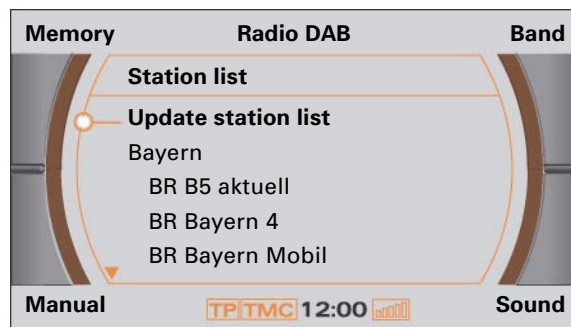 Memory Radio DAB Band
Station list
Update station list
Bayern
BR B5 aktuell
BR Bayern 4
BR Bayern Mobil
Manual TP TMC 12:00 Sound